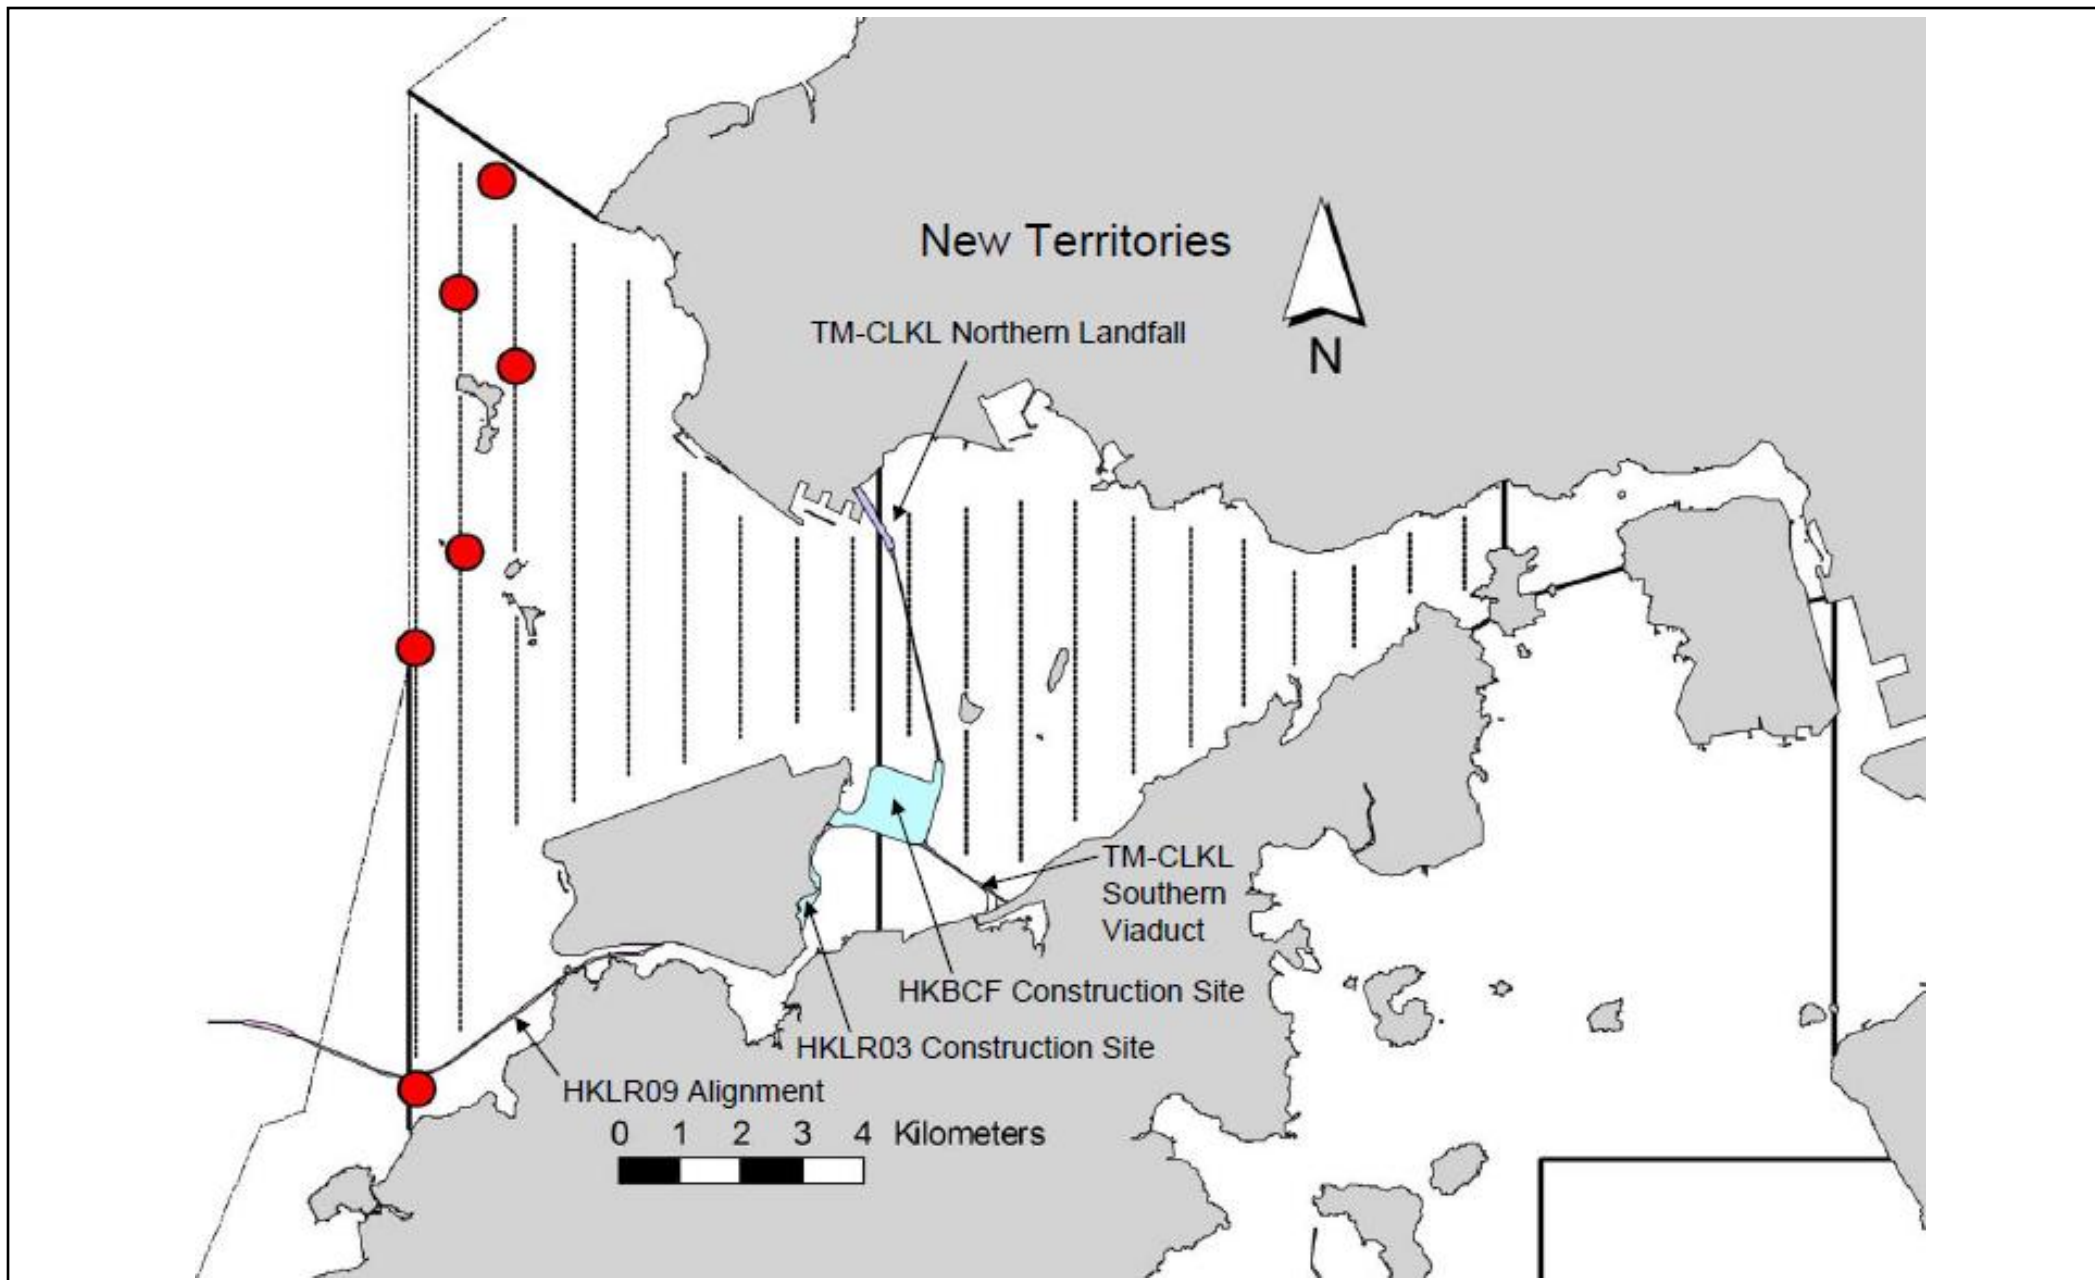 New Territories
TM-CLKL Northern Landfall
N
TM-CLKL
Southern
Viaduct
HKBCF Construction Site
HKLR03 Construction Site
HKLR09 Alignment
0 1 2 3 4 Kilometers